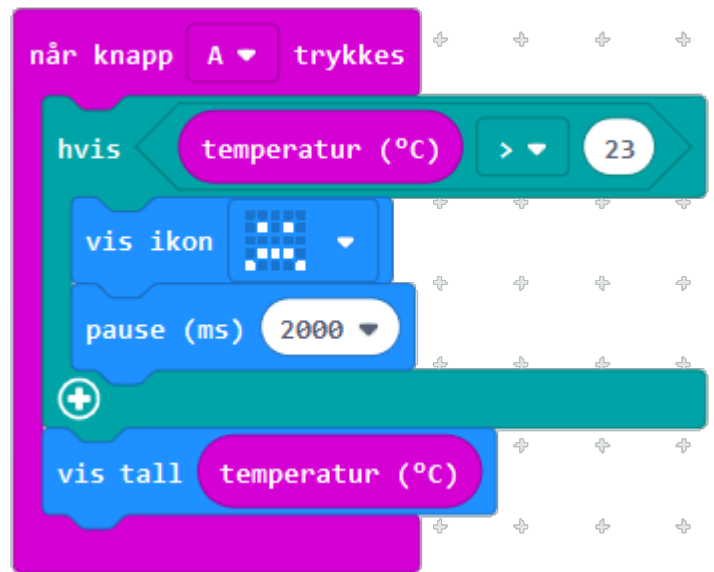 når knapp A trykkes
hvis temperatur (°C) > 23
vis ikon
pause (ms) 2000
vis tall temperatur (°C)